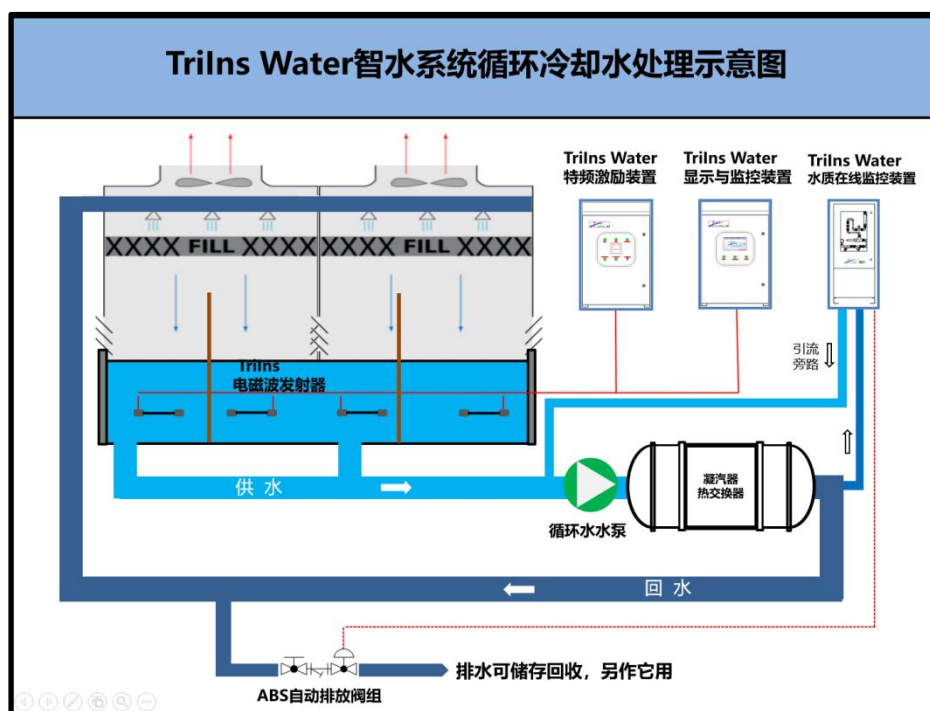 TriIns Water智水系统循环冷却水处理示意图
TriIns Water
特频激励装置
TriIns Water
显示与监控装置
TriIns Water
水质在线监控装置
XXXX FILL XXXX
XXXX FILL XXXX
TriIns
电磁波发射器
引流
旁路
供 水
凝汽器
热交换器
循环水水泵
回 水
排水可储存回收，另作它用
ABS自动排放阀组